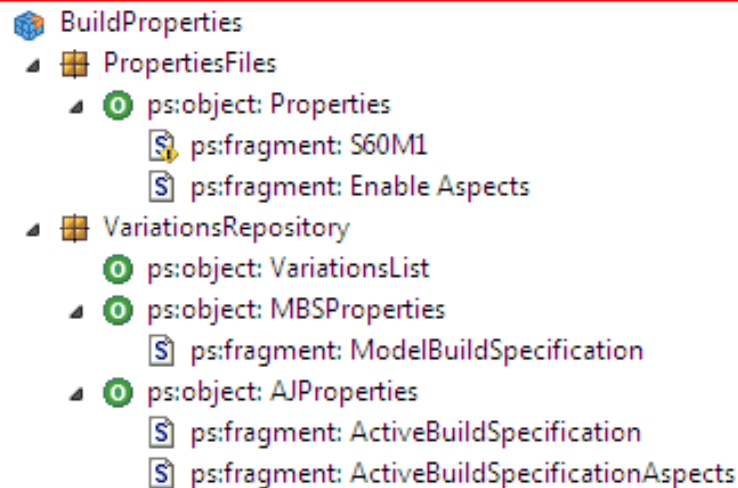 BuildProperties
PropertiesFiles
ps:object: Properties
ps:fragment: S60M1
ps:fragment: Enable Aspects
VariationsRepository
ps:object: VariationsList
ps:object: MBSProperties
ps:fragment: ModelBuildSpecification
ps:object: AJProperties
ps:fragment: ActiveBuildSpecification
ps:fragment: ActiveBuildSpecificationAspects